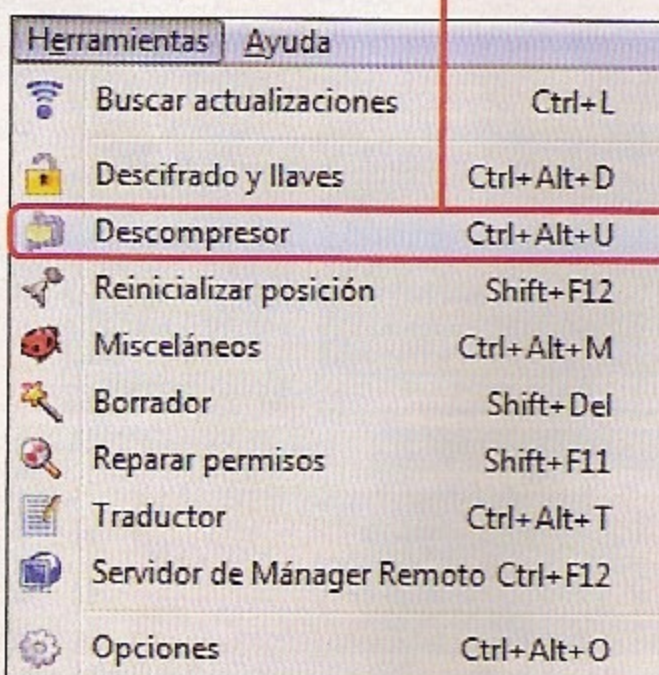 Herramientas Ayuda
Buscar actualizaciones Ctrl+L
Descifrado y llaves Ctrl+Alt+D
Descompresor Ctrl+Alt+U
Reinicializar posición Shift+F12
Misceláneos Ctrl+Alt+M
Borrador Shift+Del
Reparar permisos Shift+F11
Traductor Ctrl+Alt+T
Servidor de Mánager Remoto Ctrl+F12
Opciones Ctrl+Alt+O